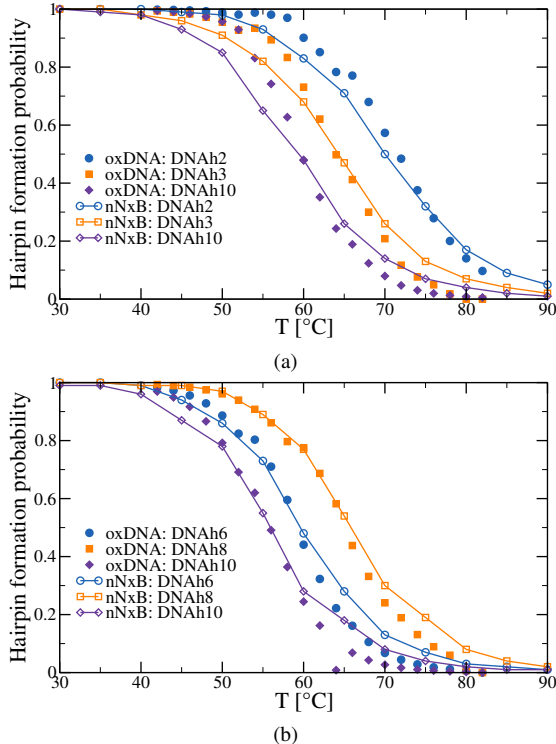 1
0.8
0.6
0.4
0.2
0
Hairpin formation probability
oxDNA: DNAh2
oxDNA: DNAh3
oxDNA: DNAh10
nNxB: DNAh2
nNxB: DNAh3
nNxB: DNAh10
30 40 50 60 70 80 90
T [°C]
(a)
1
0.8
0.6
0.4
0.2
0
Hairpin formation probability
oxDNA: DNAh6
oxDNA: DNAh8
oxDNA: DNAh10
nNxB: DNAh6
nNxB: DNAh8
nNxB: DNAh10
30 40 50 60 70 80 90
T [°C]
(b)